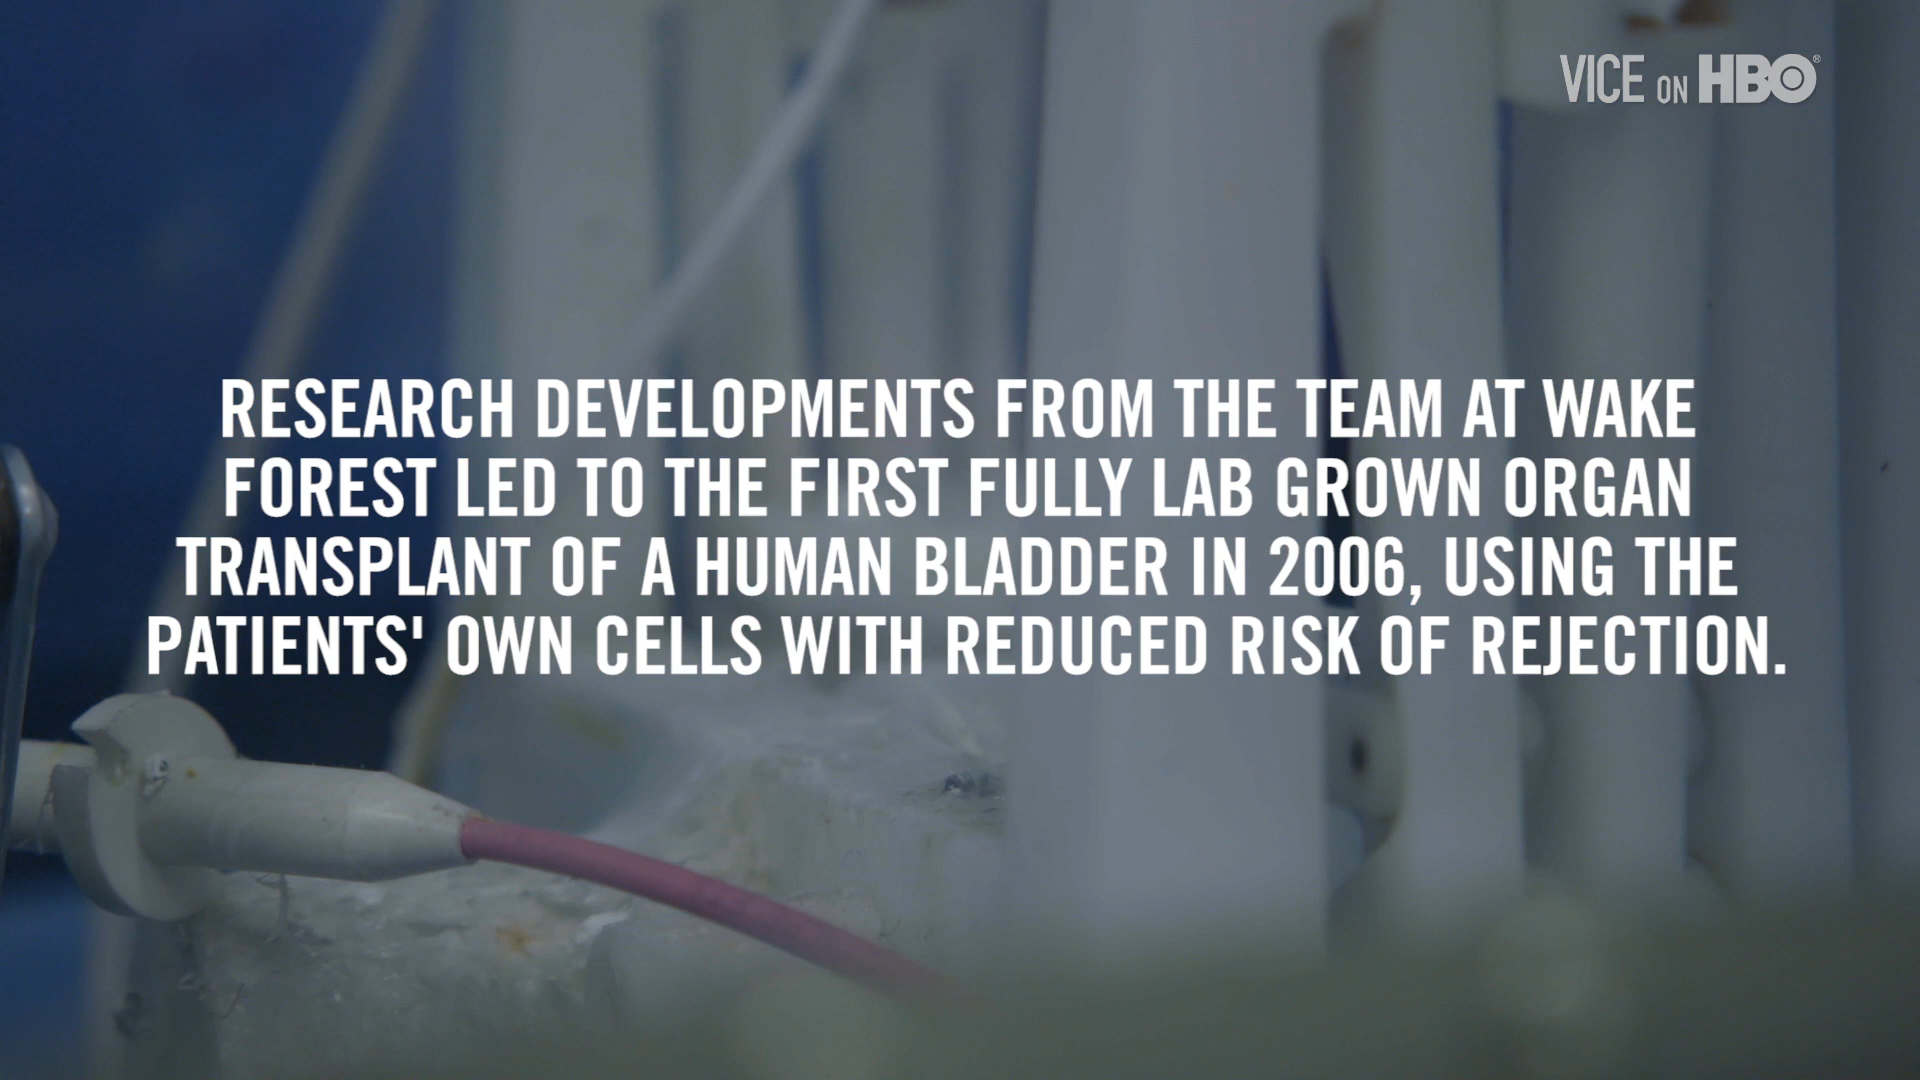 VICE ON HBO®
RESEARCH DEVELOPMENTS FROM THE TEAM AT WAKE
FOREST LED TO THE FIRST FULLY LAB GROWN ORGAN
TRANSPLANT OF A HUMAN BLADDER IN 2006, USING THE
PATIENTS' OWN CELLS WITH REDUCED RISK OF REJECTION.